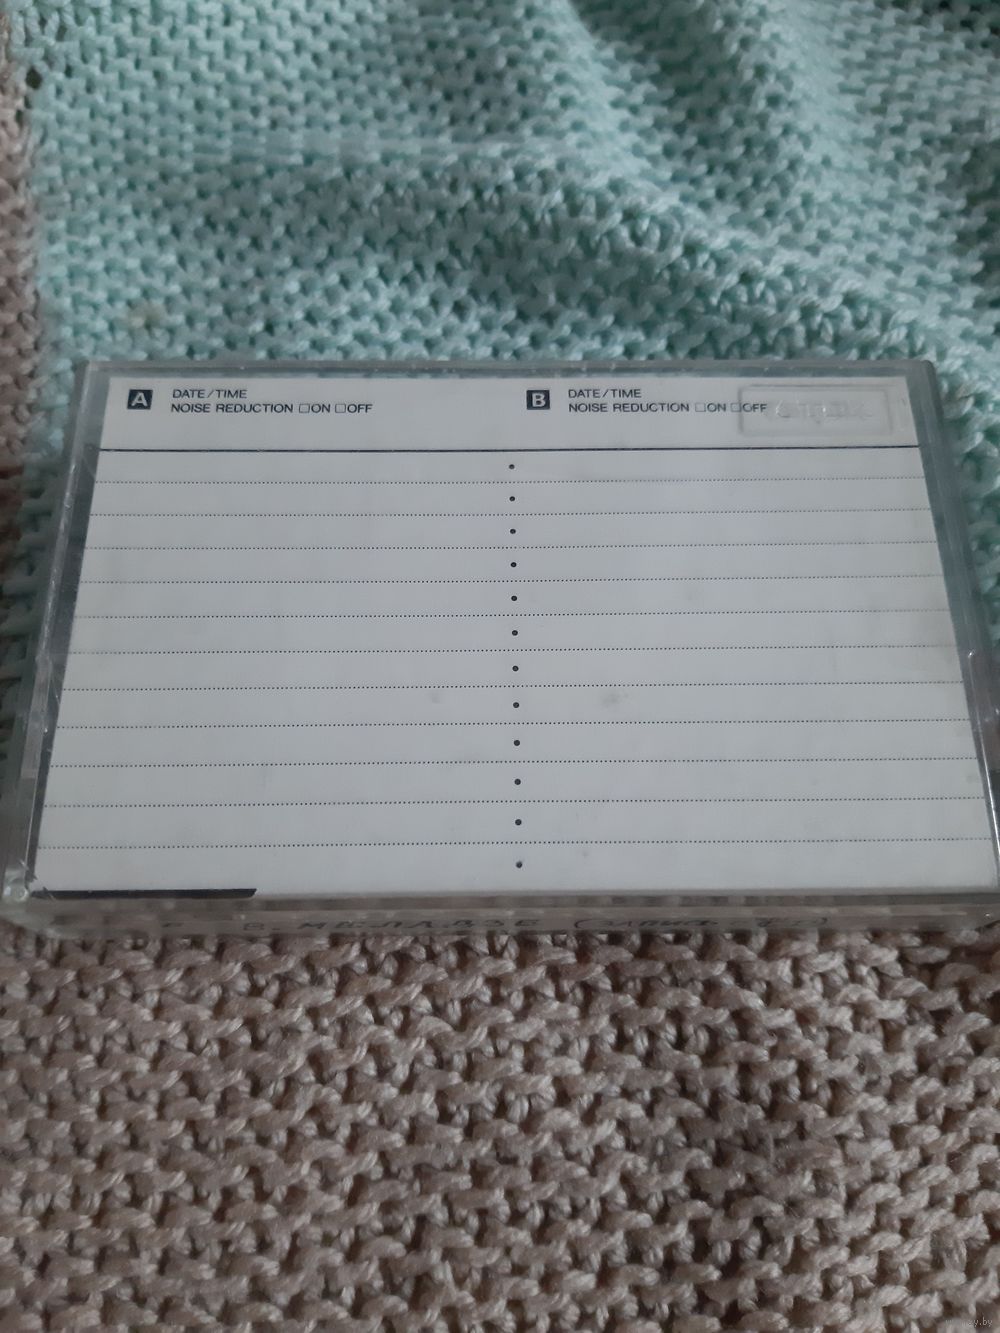 A DATE/TIME
NOISE REDUCTION □ON □OFF
B DATE/TIME
NOISE REDUCTION □ON □OFF